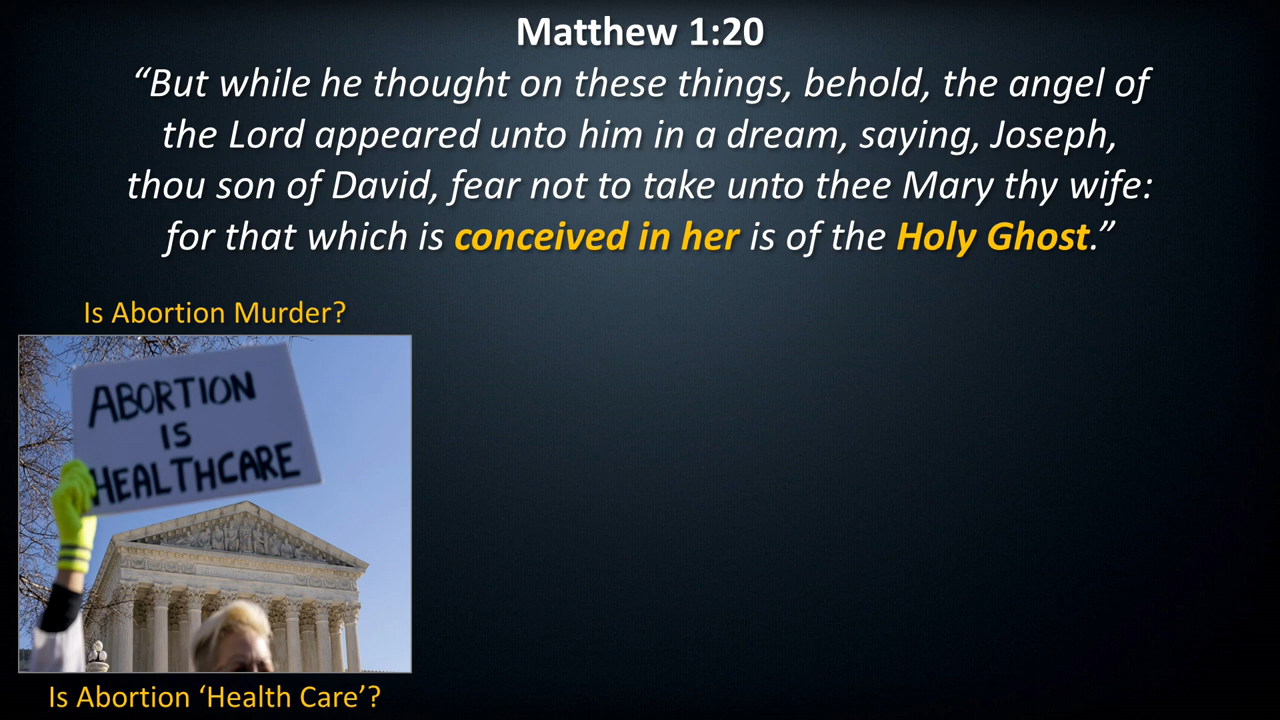 Matthew 1:20
“But while he thought on these things, behold, the angel of
the Lord appeared unto him in a dream, saying, Joseph,
thou son of David, fear not to take unto thee Mary thy wife:
for that which is conceived in her is of the Holy Ghost.”
Is Abortion Murder?
ABORTION
IS
HEALTHCARE
Is Abortion ‘Health Care’?